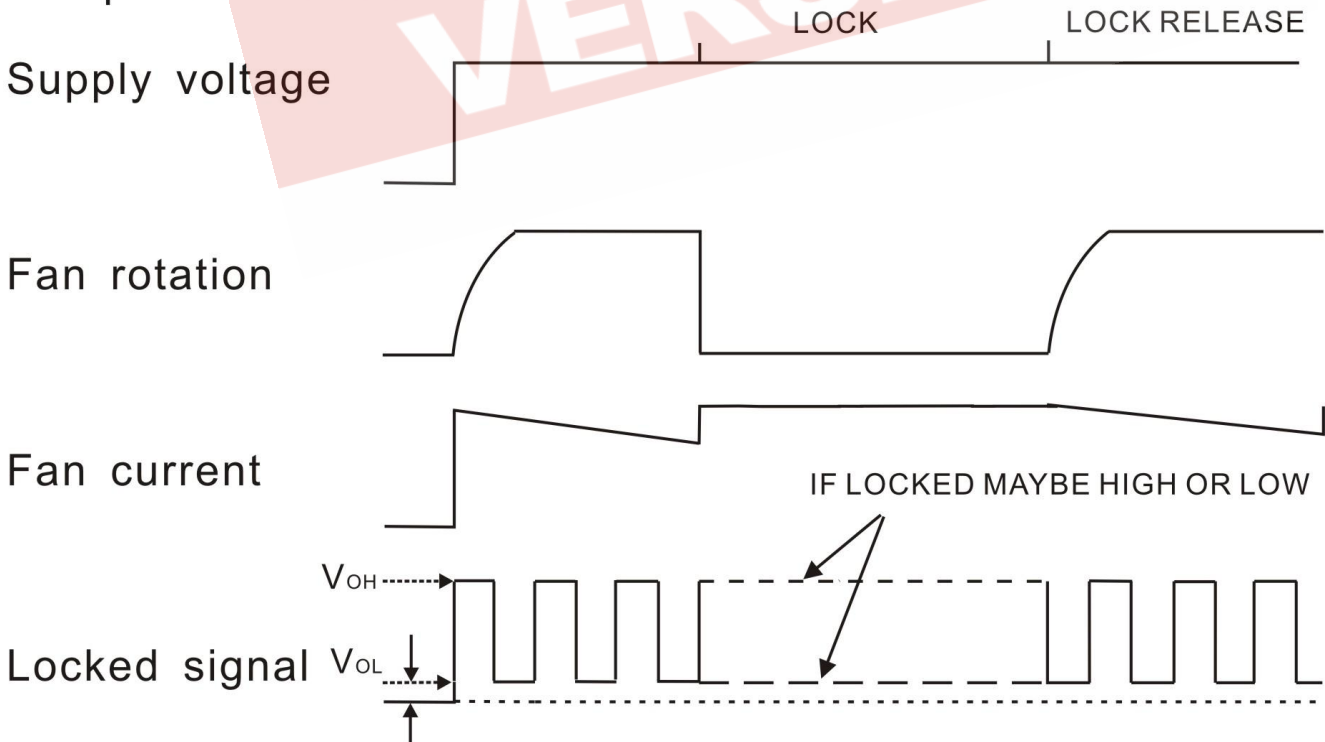 LOCK LOCK RELEASE
Supply voltage
Fan rotation
Fan current
IF LOCKED MAYBE HIGH OR LOW
VOH
Locked signal VOL